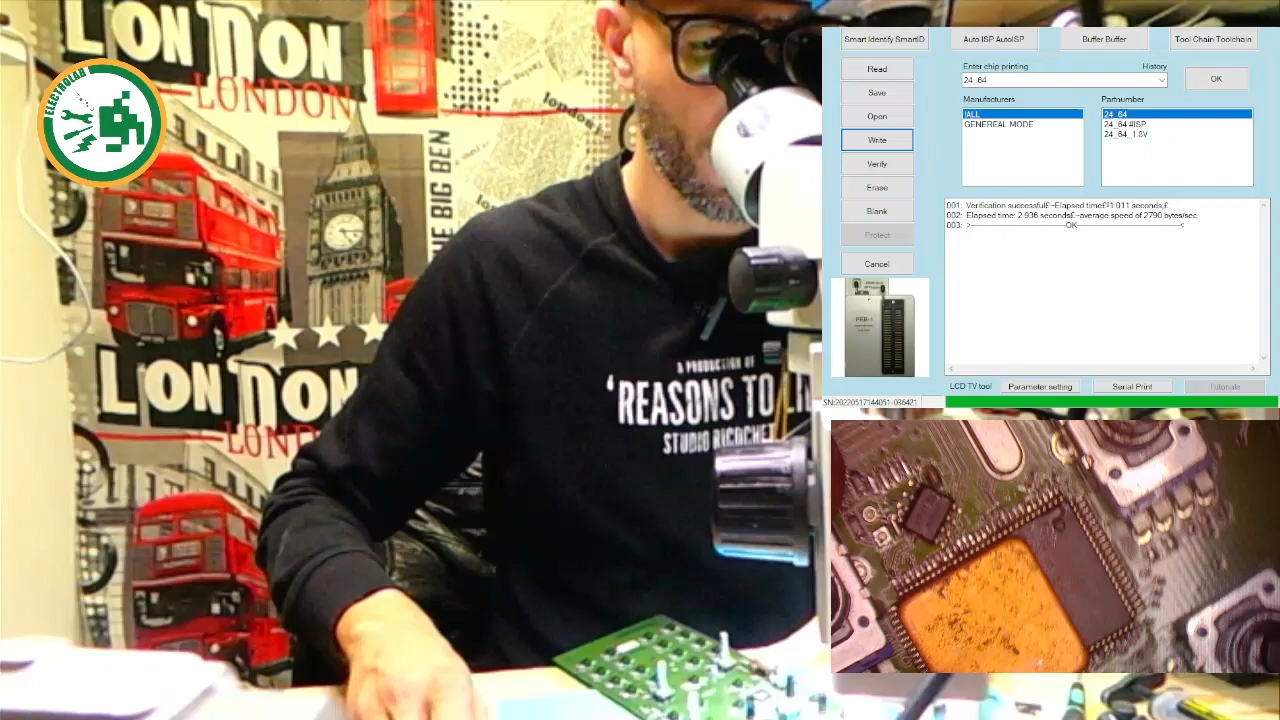 LONDON
LONDON
ELECTROLAB
london
THE BIG BEN
LONDON
A PRODUCTION OF
'REASONS TO
STUDIO RICOCHET
Smart Identify SmartID
Auto ISP AutoISP
Buffer Buffer
Tool Chain Toolchain
Read
Save
Open
Write
Verify
Erase
Blank
Protect
Cancel
Enter chip printing
History
24_64
OK
Manufacturers
Partnumber
!ALL
GENEREAL MODE
24_64
24_64 #ISP
24_64_1.8V
001: Verification successful£¬Elapsed time£º1.011 seconds¡£
002: Elapsed time: 2.936 seconds£¬average speed of 2790 bytes/sec
003: >----------------------------OK----------------------------<
LCD TV tool
Parameter setting
Serial Print
Tutorials
SN:20220517144051-036421